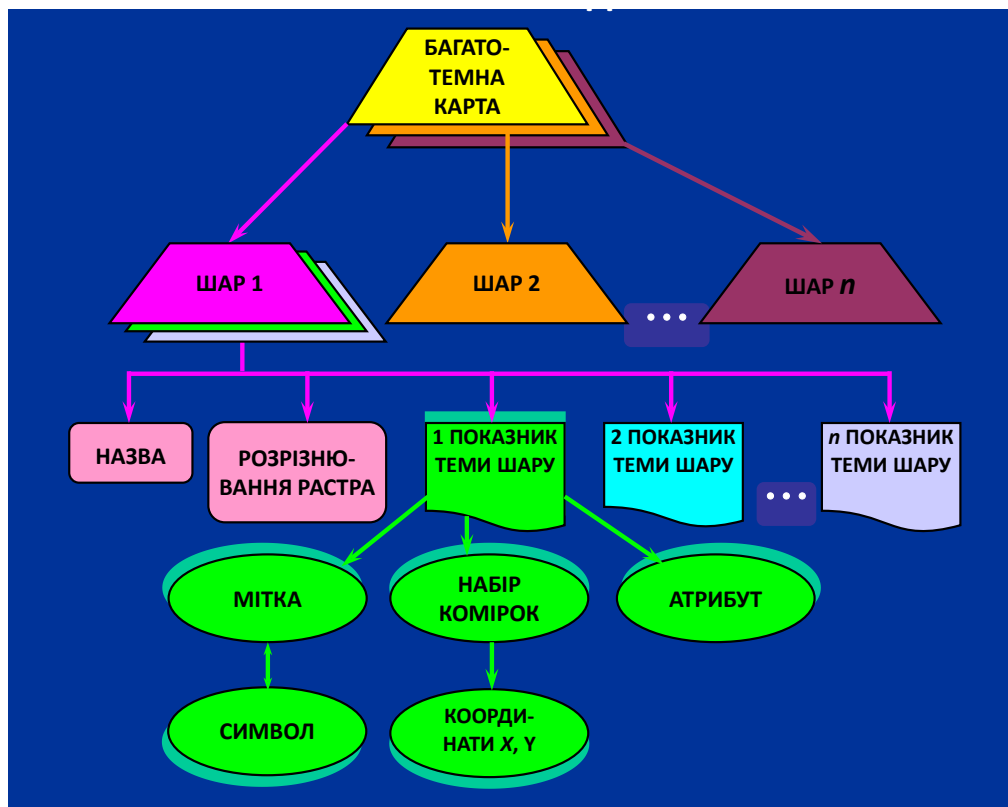 БАГАТО-
ТЕМНА
КАРТА
ШАР 1
ШАР 2
ШАР n
НАЗВА
РОЗРІЗНЮ-
ВАННЯ РАСТРА
1 ПОКАЗНИК
ТЕМИ ШАРУ
2 ПОКАЗНИК
ТЕМИ ШАРУ
n ПОКАЗНИК
ТЕМИ ШАРУ
МІТКА
НАБІР
КОМІРОК
АТРИБУТ
СИМВОЛ
КООРДИ-
НАТИ X, Y